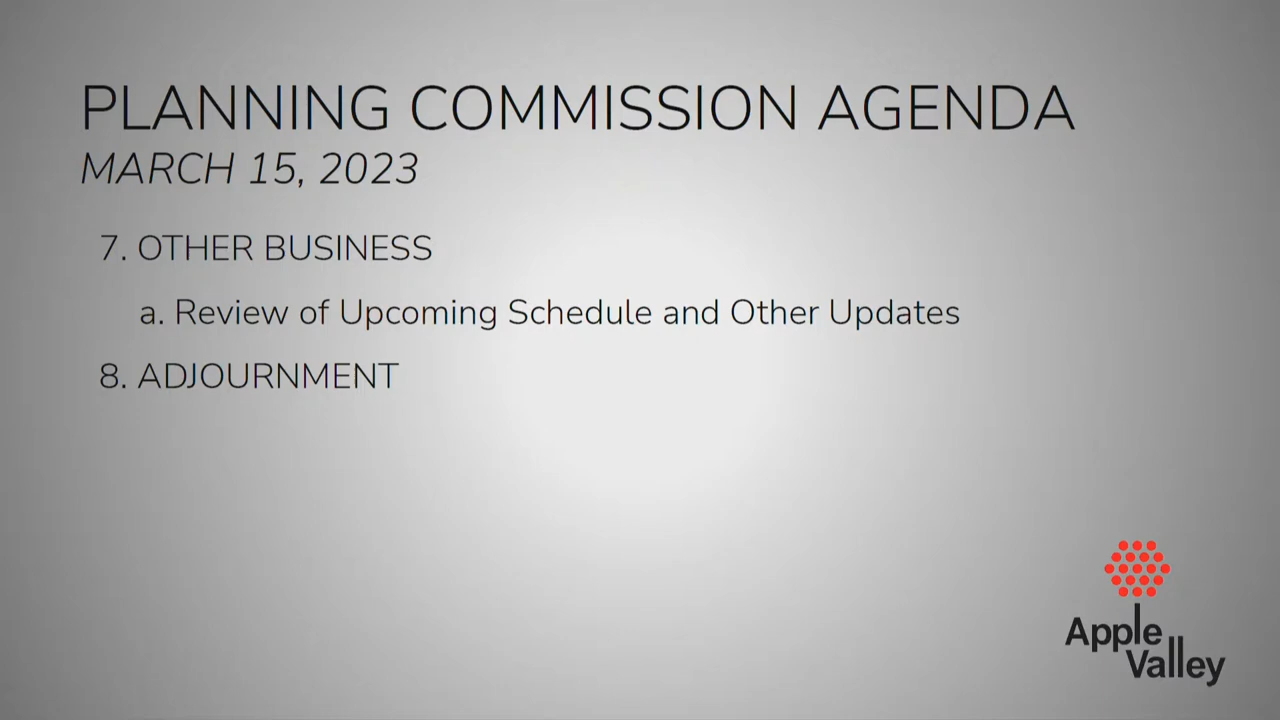 PLANNING COMMISSION AGENDA
MARCH 15, 2023
7. OTHER BUSINESS
a. Review of Upcoming Schedule and Other Updates
8. ADJOURNMENT
Apple
Valley